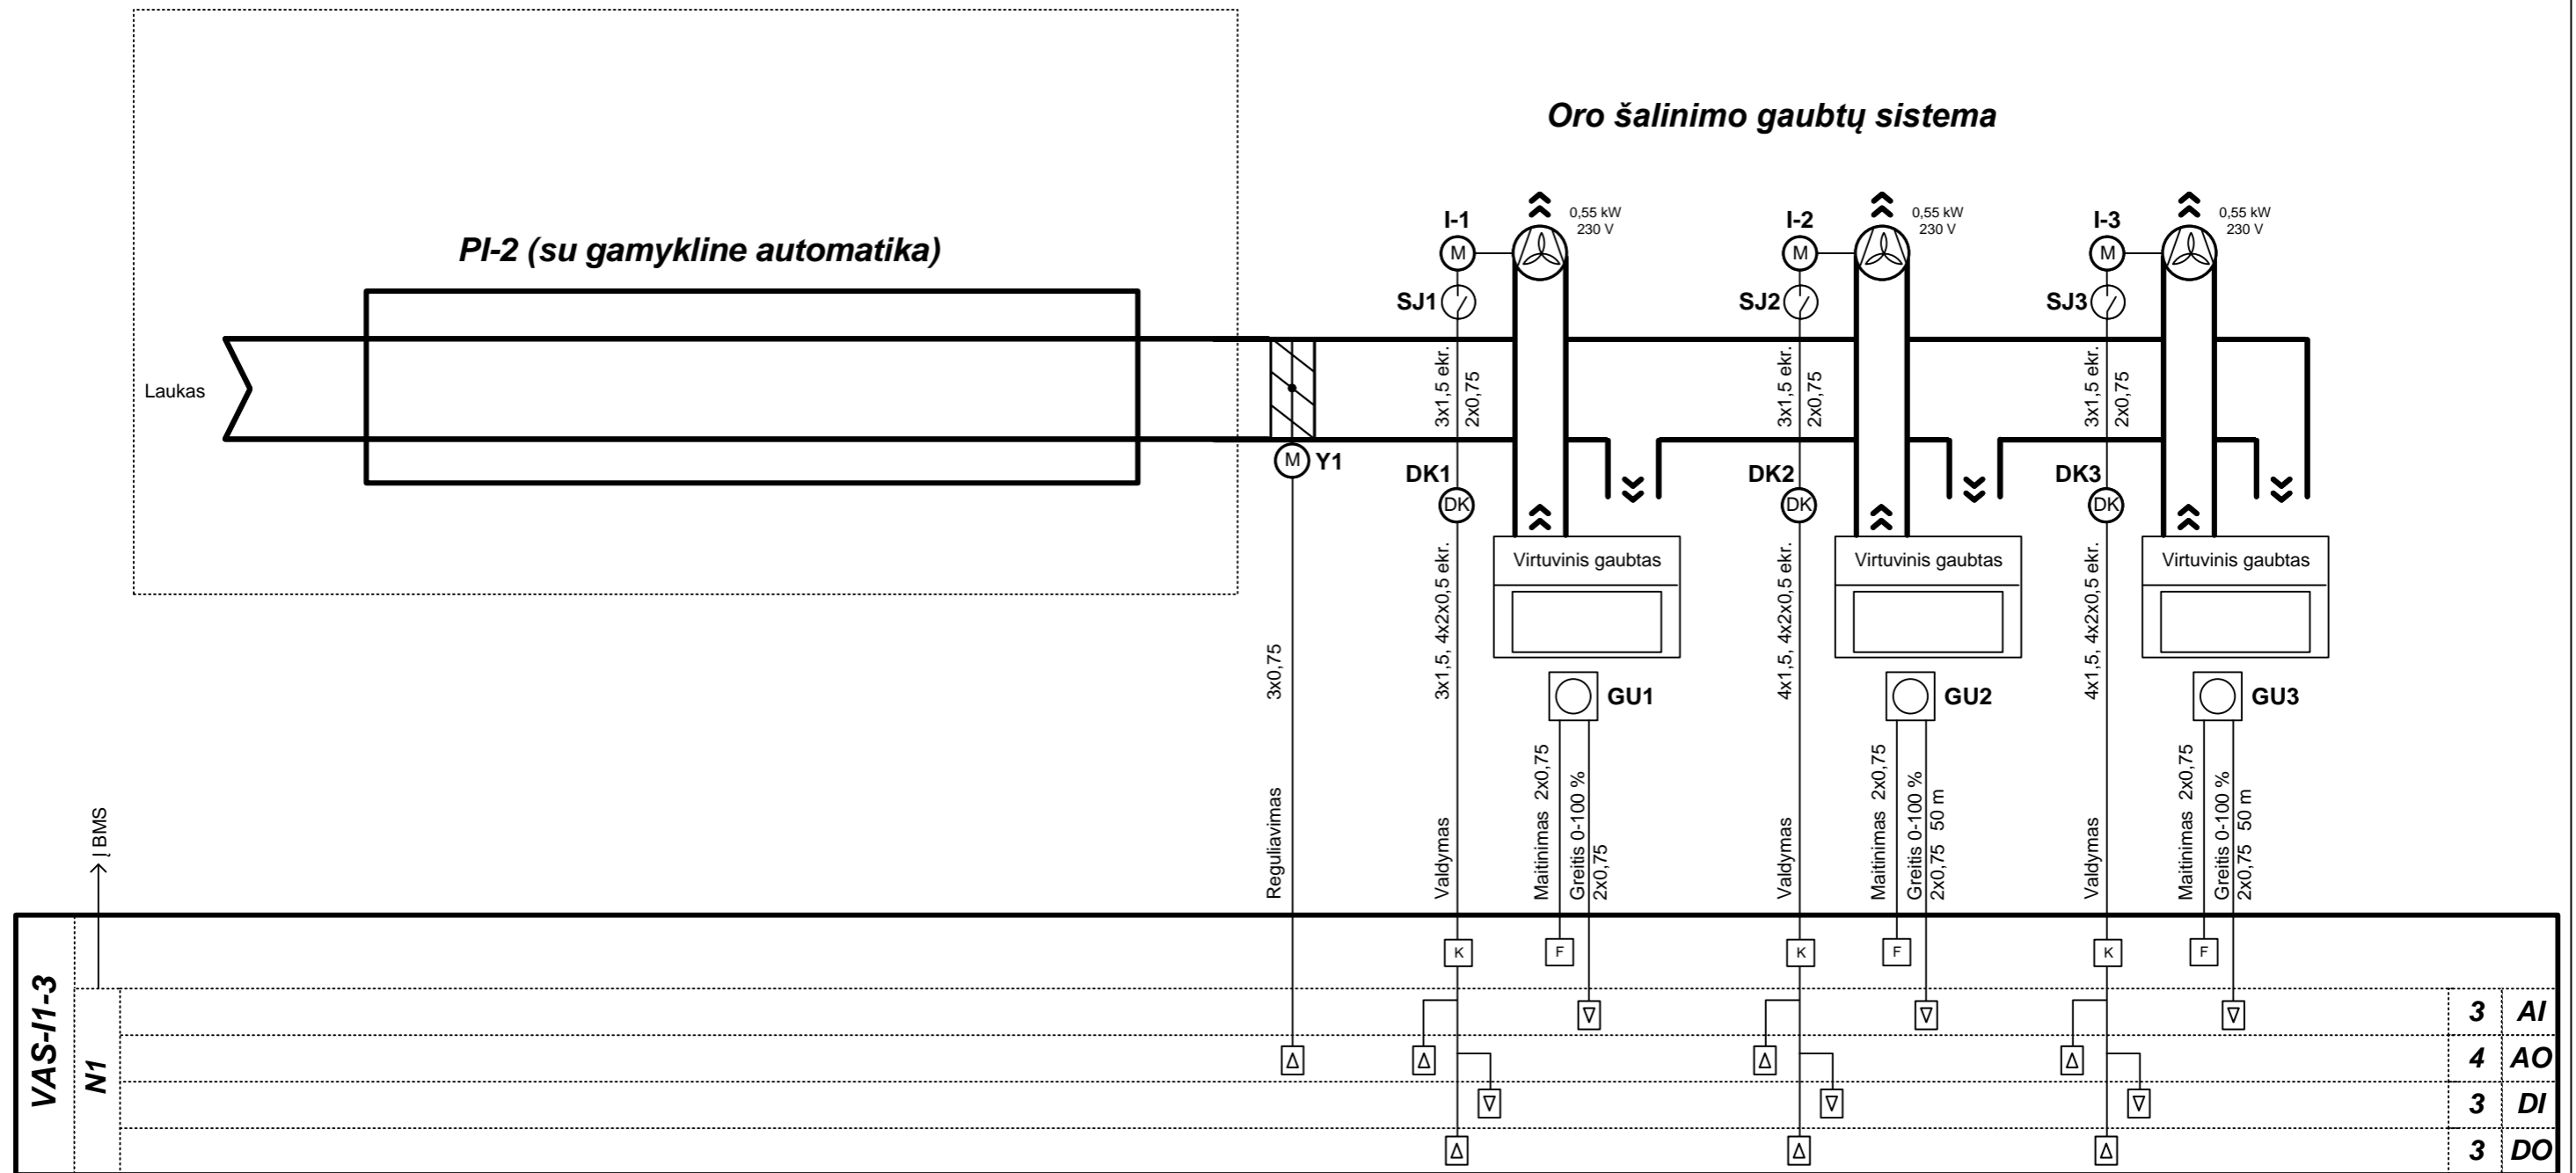 Oro šalinimo gaubtų sistema
PI-2 (su gamykline automatika)
Laukas
I-1
0,55 kW
230 V
M
SJ1
3x1,5 ekr.
2x0,75
I-2
0,55 kW
230 V
M
SJ2
3x1,5 ekr.
2x0,75
I-3
0,55 kW
230 V
M
SJ3
3x1,5 ekr.
2x0,75
M
Y1
DK1
DK
DK2
DK
DK3
DK
Virtuvinis gaubtas
Virtuvinis gaubtas
Virtuvinis gaubtas
3x0,75
3x1,5, 4x2x0,5 ekr.
4x1,5, 4x2x0,5 ekr.
4x1,5, 4x2x0,5 ekr.
GU1
GU2
GU3
Į BMS
Reguliavimas
Valdymas
Maitinimas 2x0,75
Greitis 0-100 %
2x0,75
Valdymas
Maitinimas 2x0,75
Greitis 0-100 %
2x0,75 50 m
Valdymas
Maitinimas 2x0,75
Greitis 0-100 %
2x0,75 50 m
K
F
K
F
K
F
VAS-I1-3
N1
3 AI
4 AO
3 DI
3 DO